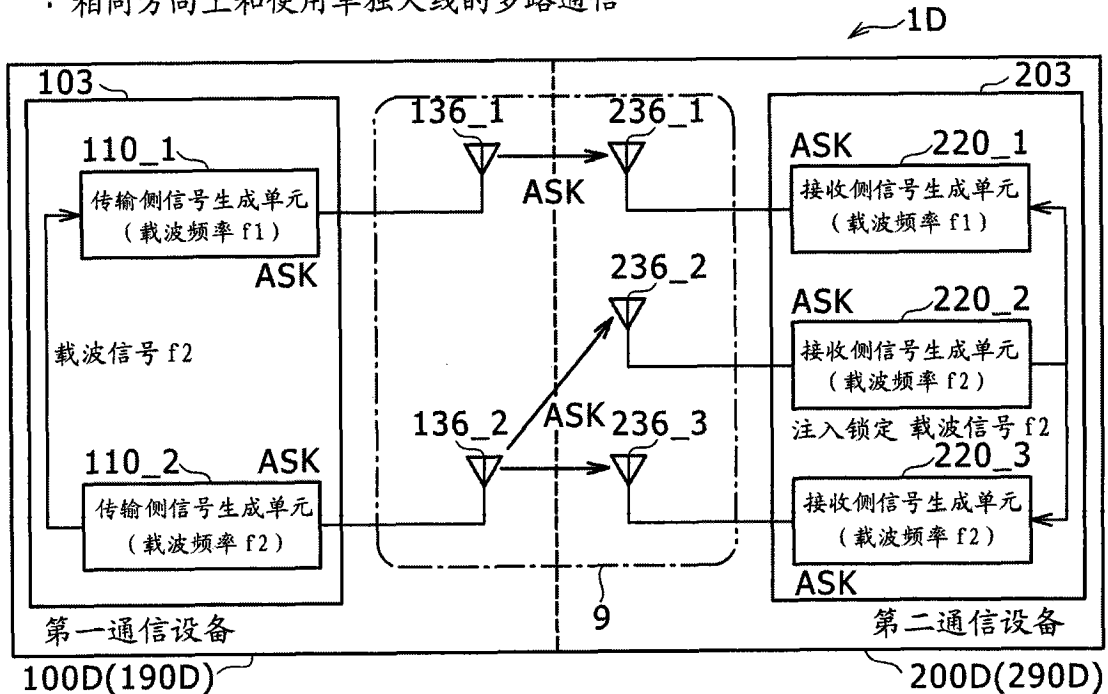 ：相同方向上和使用单独天线的多路通信
1D
103
203
136_1
236_1
110_1
ASK
220_1
传输侧信号生成单元
（载波频率 f1）
ASK
接收侧信号生成单元
（载波频率 f1）
ASK
236_2
ASK
220_2
载波信号 f2
接收侧信号生成单元
（载波频率 f2）
136_2
ASK
236_3
注入锁定 载波信号 f2
110_2
ASK
220_3
传输侧信号生成单元
（载波频率 f2）
接收侧信号生成单元
（载波频率 f2）
ASK
9
第一通信设备
第二通信设备
100D(190D)
200D(290D)